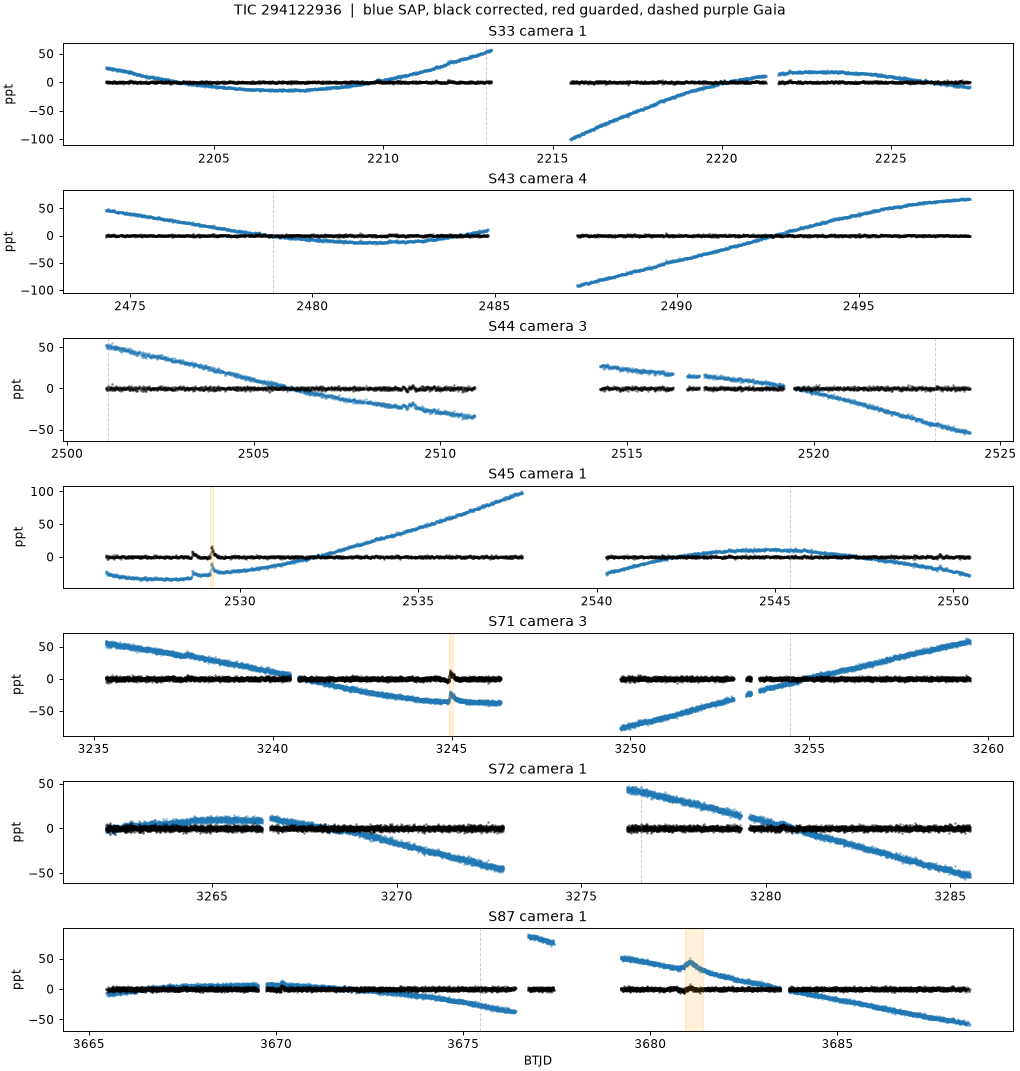 TIC 294122936 | blue SAP, black corrected, red guarded, dashed purple Gaia
S33 camera 1
50
0
−50
−100
ppt
2205 2210 2215 2220 2225
S43 camera 4
50
0
−50
−100
ppt
2475 2480 2485 2490 2495
S44 camera 3
50
0
−50
ppt
2500 2505 2510 2515 2520 2525
S45 camera 1
100
50
0
ppt
2530 2535 2540 2545 2550
S71 camera 3
50
0
−50
ppt
3235 3240 3245 3250 3255 3260
S72 camera 1
50
0
−50
ppt
3265 3270 3275 3280 3285
S87 camera 1
50
0
−50
ppt
3665 3670 3675 3680 3685
BTJD